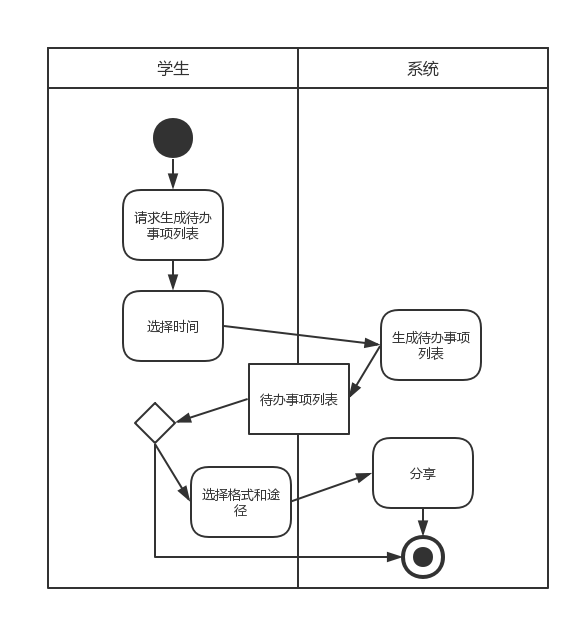 学生
系统
请求生成待办
事项列表
选择时间
生成待办事项
列表
待办事项列表
选择格式和途
径
分享